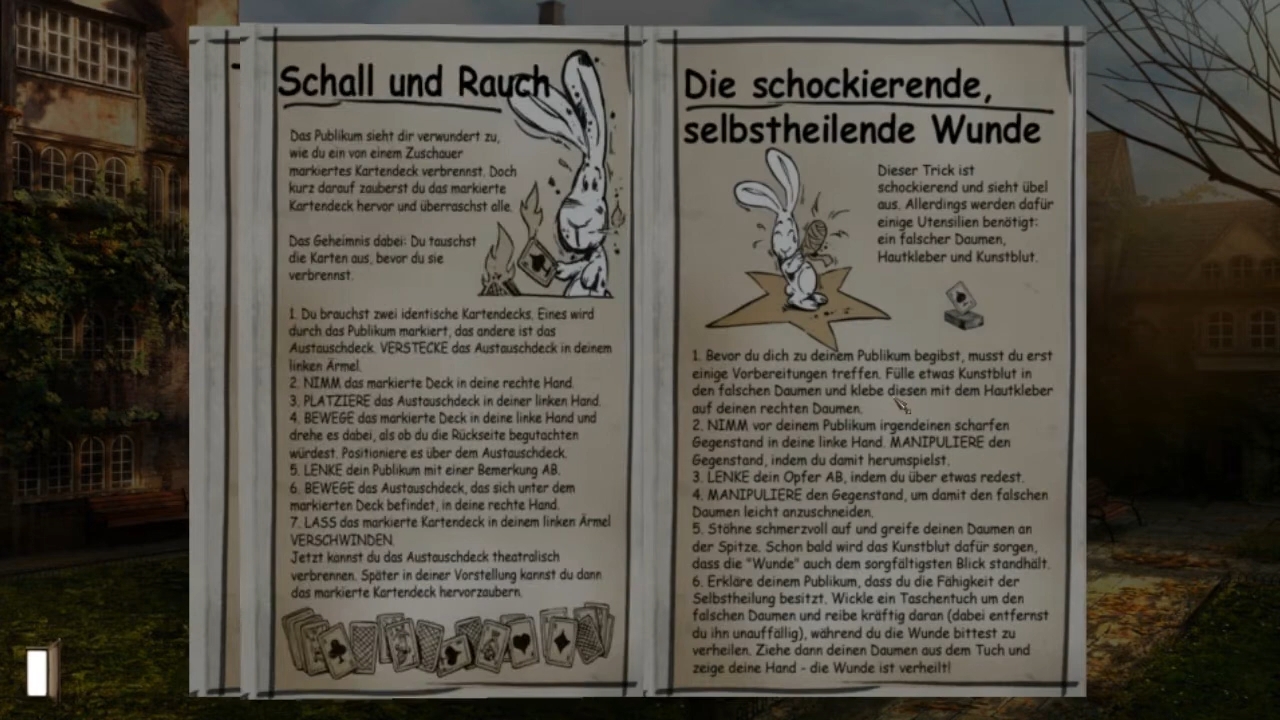 Schall und Rauch
Das Publikum sieht dir verwundert zu,
wie du ein von einem Zuschauer
markiertes Kartendeck verbrennst. Doch
kurz darauf zauberst du das markierte
Kartendeck hervor und überraschst alle.
Das Geheimnis dabei: Du tauschst
die Karten aus, bevor du sie
verbrennst.
1. Du brauchst zwei identische Kartendecks. Eines wird
durch das Publikum markiert, das andere ist das
Austauschdeck. VERSTECKE das Austauschdeck in deinem
linken Ärmel.
2. NIMM das markierte Deck in deine rechte Hand.
3. PLATZIERE das Austauschdeck in deiner linken Hand.
4. BEWEGE das markierte Deck in deine linke Hand und
drehe es dabei, als ob du die Rückseite begutachten
würdest. Positioniere es über dem Austauschdeck.
5. LENKE dein Publikum mit einer Bemerkung AB.
6. BEWEGE das Austauschdeck, das sich unter dem
markierten Deck befindet, in deine rechte Hand.
7. LASS das markierte Kartendeck in deinem linken Ärmel
VERSCHWINDEN.
Jetzt kannst du das Austauschdeck theatralisch
verbrennen. Später in deiner Vorstellung kannst du dann
das markierte Kartendeck hervorzaubern.
Die schockierende,
selbstheilende Wunde
Dieser Trick ist
schockierend und sieht übel
aus. Allerdings werden dafür
einige Utensilien benötigt:
ein falscher Daumen,
Hautkleber und Kunstblut.
1. Bevor du dich zu deinem Publikum begibst, musst du erst
einige Vorbereitungen treffen. Fülle etwas Kunstblut in
den falschen Daumen und klebe diesen mit dem Hautkleber
auf deinen rechten Daumen.
2. NIMM vor deinem Publikum irgendeinen scharfen
Gegenstand in deine linke Hand. MANIPULIERE den
Gegenstand, indem du damit herumspielst.
3. LENKE dein Opfer AB, indem du über etwas redest.
4. MANIPULIERE den Gegenstand, um damit den falschen
Daumen leicht anzuschneiden.
5. Stöhne schmerzvoll auf und greife deinen Daumen an
der Spitze. Schon bald wird das Kunstblut dafür sorgen,
dass die "Wunde" auch dem sorgfältigsten Blick standhält.
6. Erkläre deinem Publikum, dass du die Fähigkeit der
Selbstheilung besitzt. Wickle ein Taschentuch um den
falschen Daumen und reibe kräftig daran (dabei entfernst
du ihn unauffällig), während du die Wunde bittest zu
verheilen. Ziehe dann deinen Daumen aus dem Tuch und
zeige deine Hand - die Wunde ist verheilt!